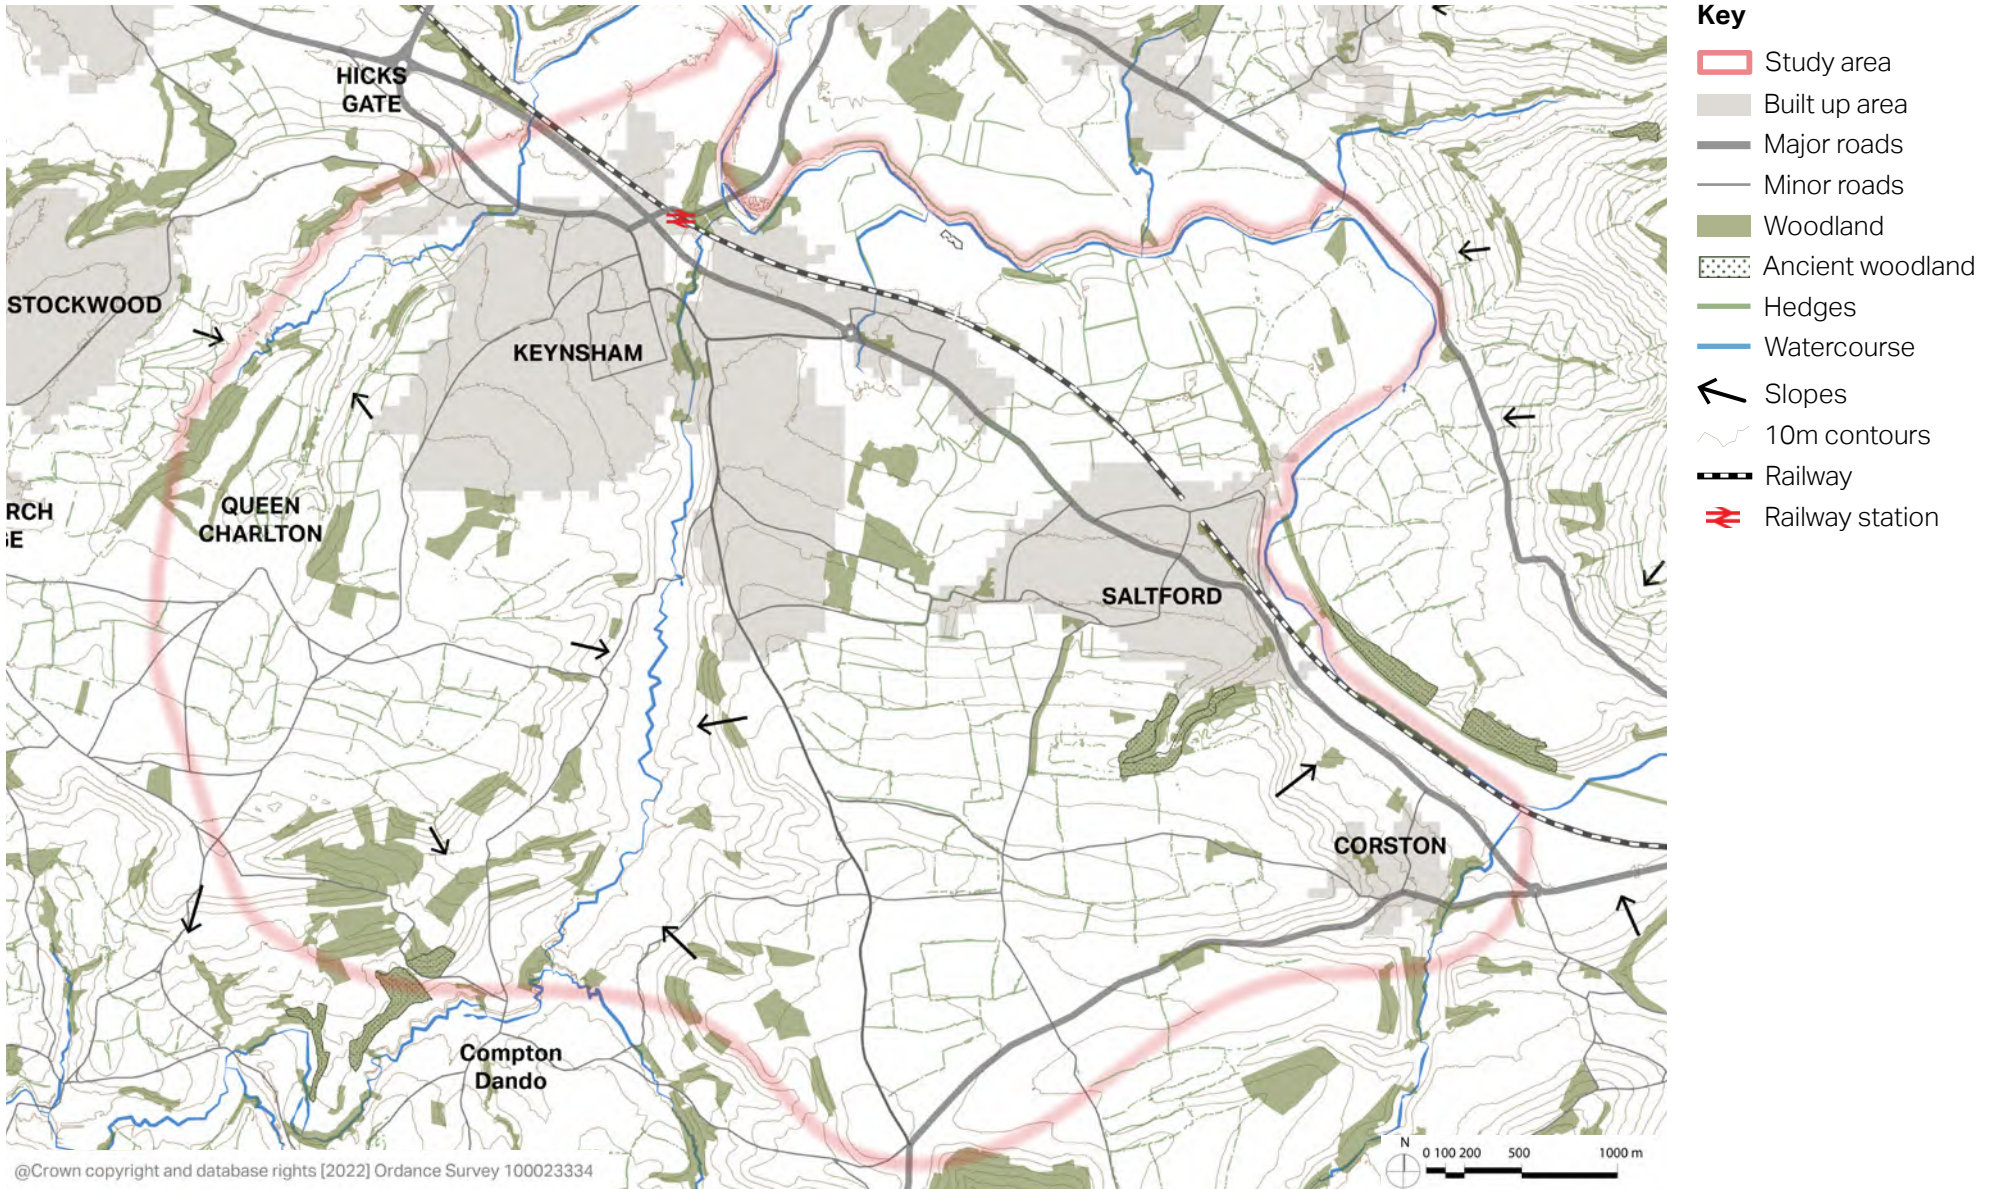 HICKS
GATE
STOCKWOOD
KEYNSHAM
QUEEN
CHARLTON
RCH
GE
SALTFORD
CORSTON
Compton
Dando
@Crown copyright and database rights [2022] Ordance Survey 100023334
N
0 100 200 500 1000 m
Key
Study area
Built up area
Major roads
Minor roads
Woodland
Ancient woodland
Hedges
Watercourse
Slopes
10m contours
Railway
Railway station